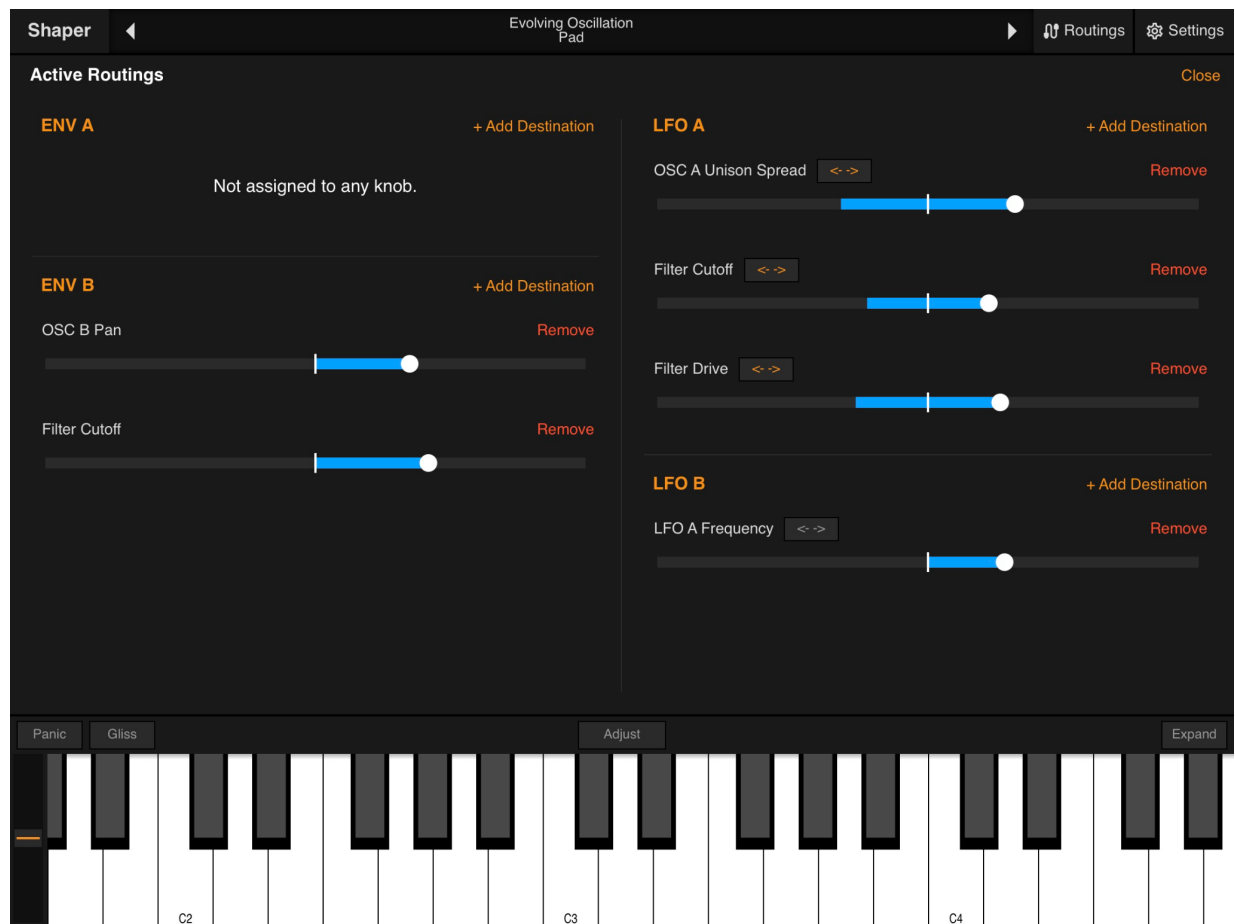 Shaper
Evolving Oscillation
Pad
Routings
Settings
Active Routings
Close
ENV A
+ Add Destination
Not assigned to any knob.
ENV B
+ Add Destination
OSC B Pan
Remove
Filter Cutoff
Remove
LFO A
+ Add Destination
OSC A Unison Spread
<- ->
Remove
Filter Cutoff
<- ->
Remove
Filter Drive
<- ->
Remove
LFO B
+ Add Destination
LFO A Frequency
<- ->
Remove
Panic
Gliss
Adjust
Expand
C2
C3
C4